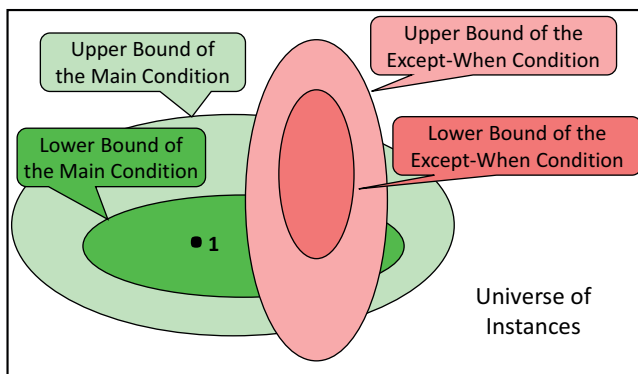 Upper Bound of
the Main Condition
Upper Bound of the
Except-When Condition
Lower Bound of
the Main Condition
Lower Bound of the
Except-When Condition
1
Universe of
Instances